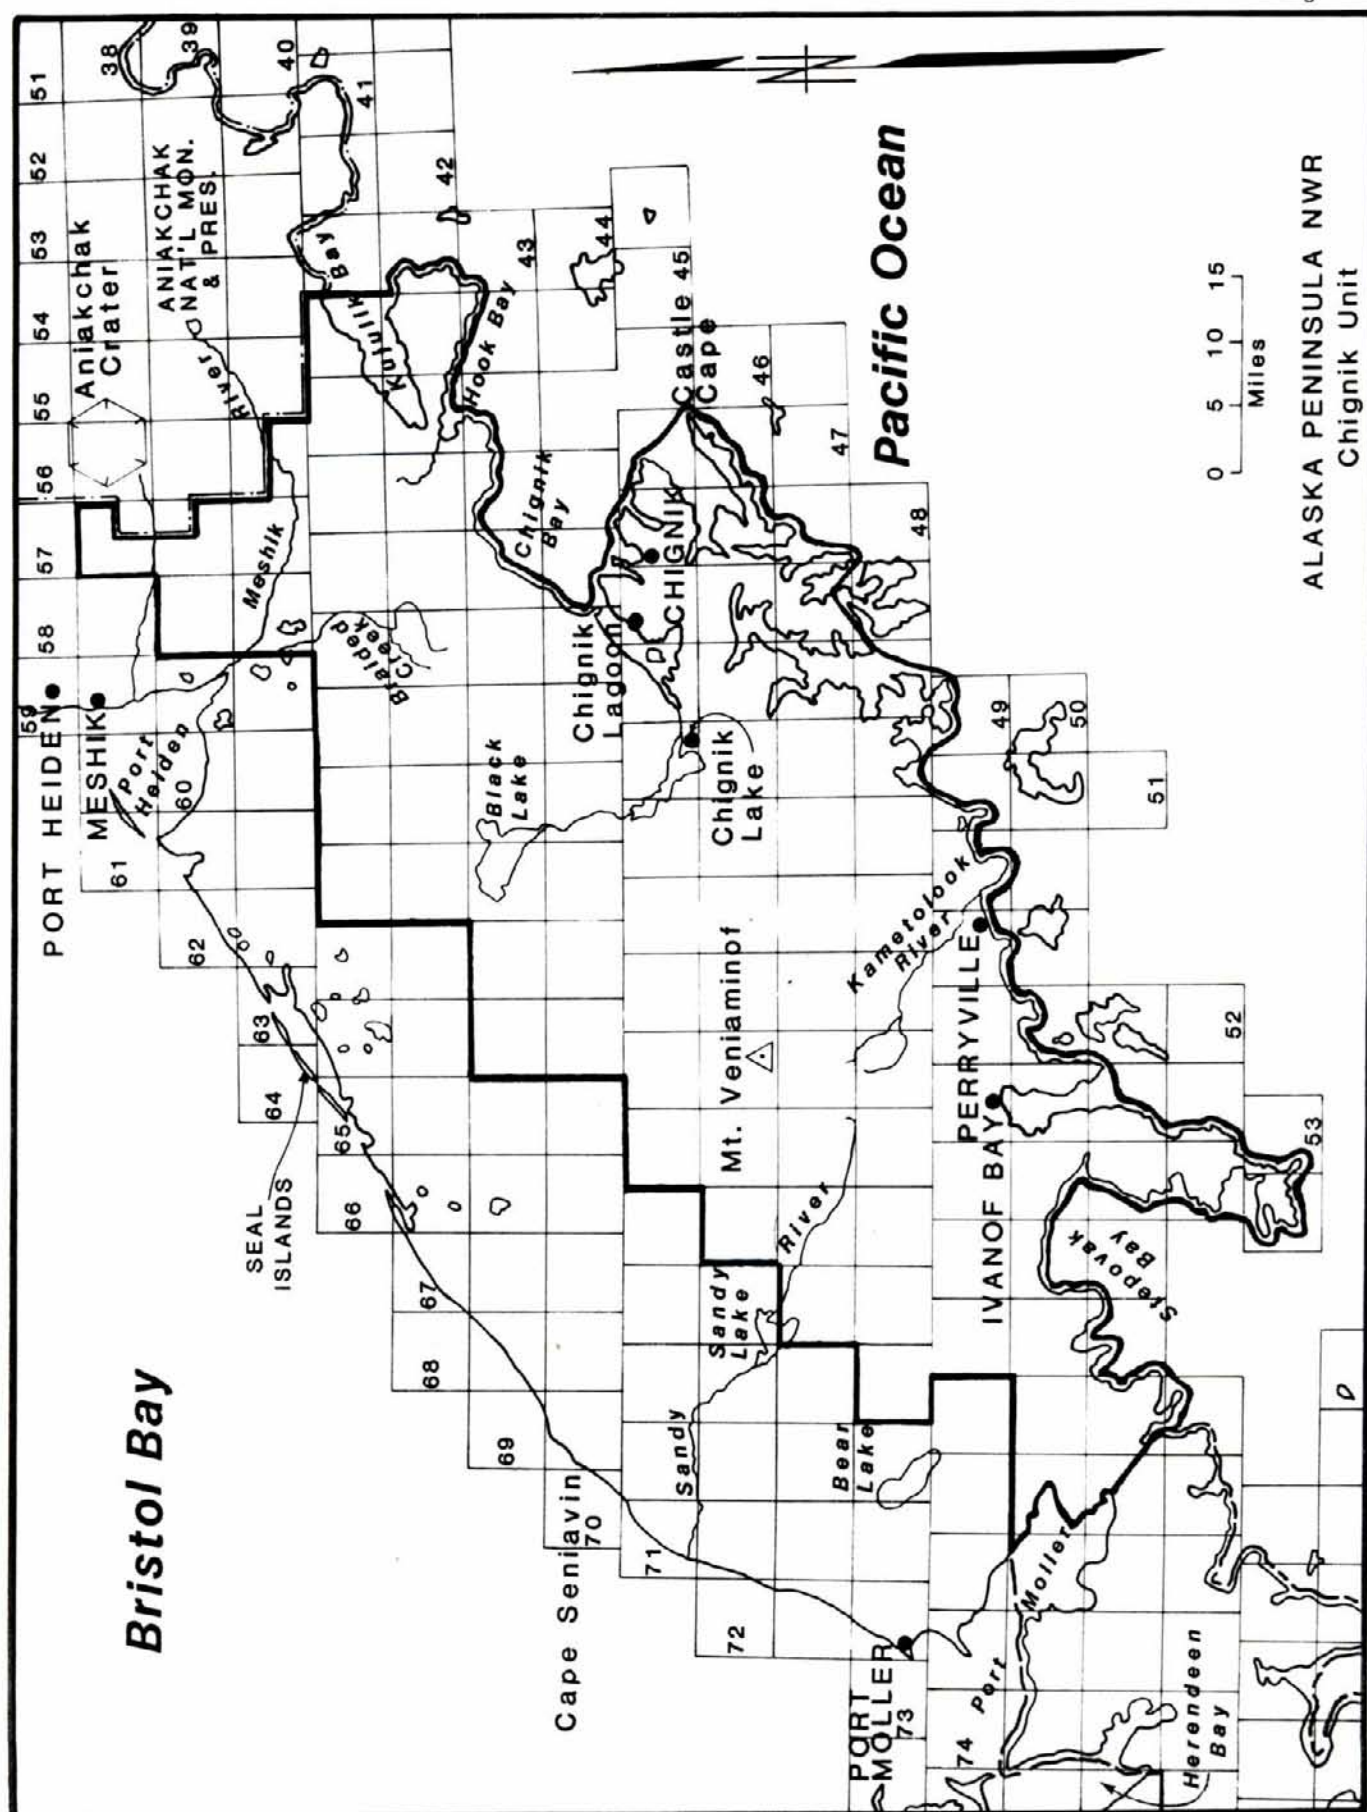 Bristol Bay
PORT HEIDEN
MESHIK
Port
Heiden
59
58
57
56
55
54
53
52
51
38
39
40
41
42
43
44
45
46
47
48
49
50
51
52
53
60
61
62
63
64
65
66
67
68
69
70
71
72
73
74
Aniakchak
Crater
ANIAKCHAK
NAT'L MON.
& PRES.
Meshik
River
Braided
Creek
Kujulik
Bay
Hook Bay
Chignik
Bay
Castle
Cape
CHIGNIK
Chignik
Lagoon
Chignik
Lake
Black
Lake
SEAL
ISLANDS
Mt. Veniaminof
Kametolook
River
PERRYVILLE
IVANOF BAY
Stepovak
Bay
Sandy
Lake
Sandy
River
Bear
Lake
Cape Seniavin
PORT
MOLLER
Port
Moller
Herendeen
Bay
Pacific Ocean
N
0 5 10 15
Miles
ALASKA PENINSULA NWR
Chignik Unit